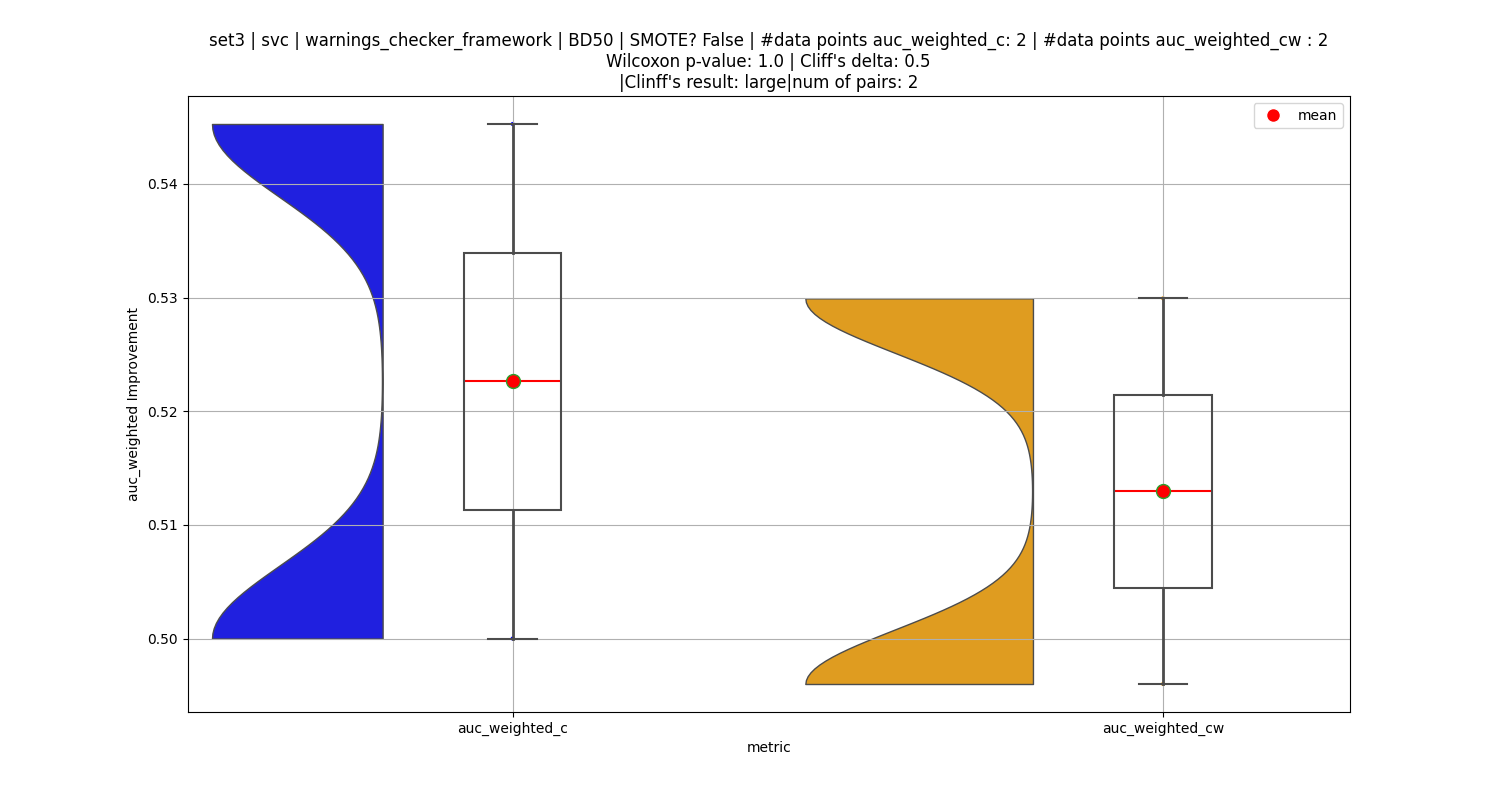 set3 | svc | warnings_checker_framework | BD50 | SMOTE? False | #data points auc_weighted_c: 2 | #data points auc_weighted_cw : 2
Wilcoxon p-value: 1.0 | Cliff's delta: 0.5
|Clinff's result: large|num of pairs: 2
mean
0.54
0.53
0.52
0.51
0.50
auc_weighted Improvement
auc_weighted_c
auc_weighted_cw
metric